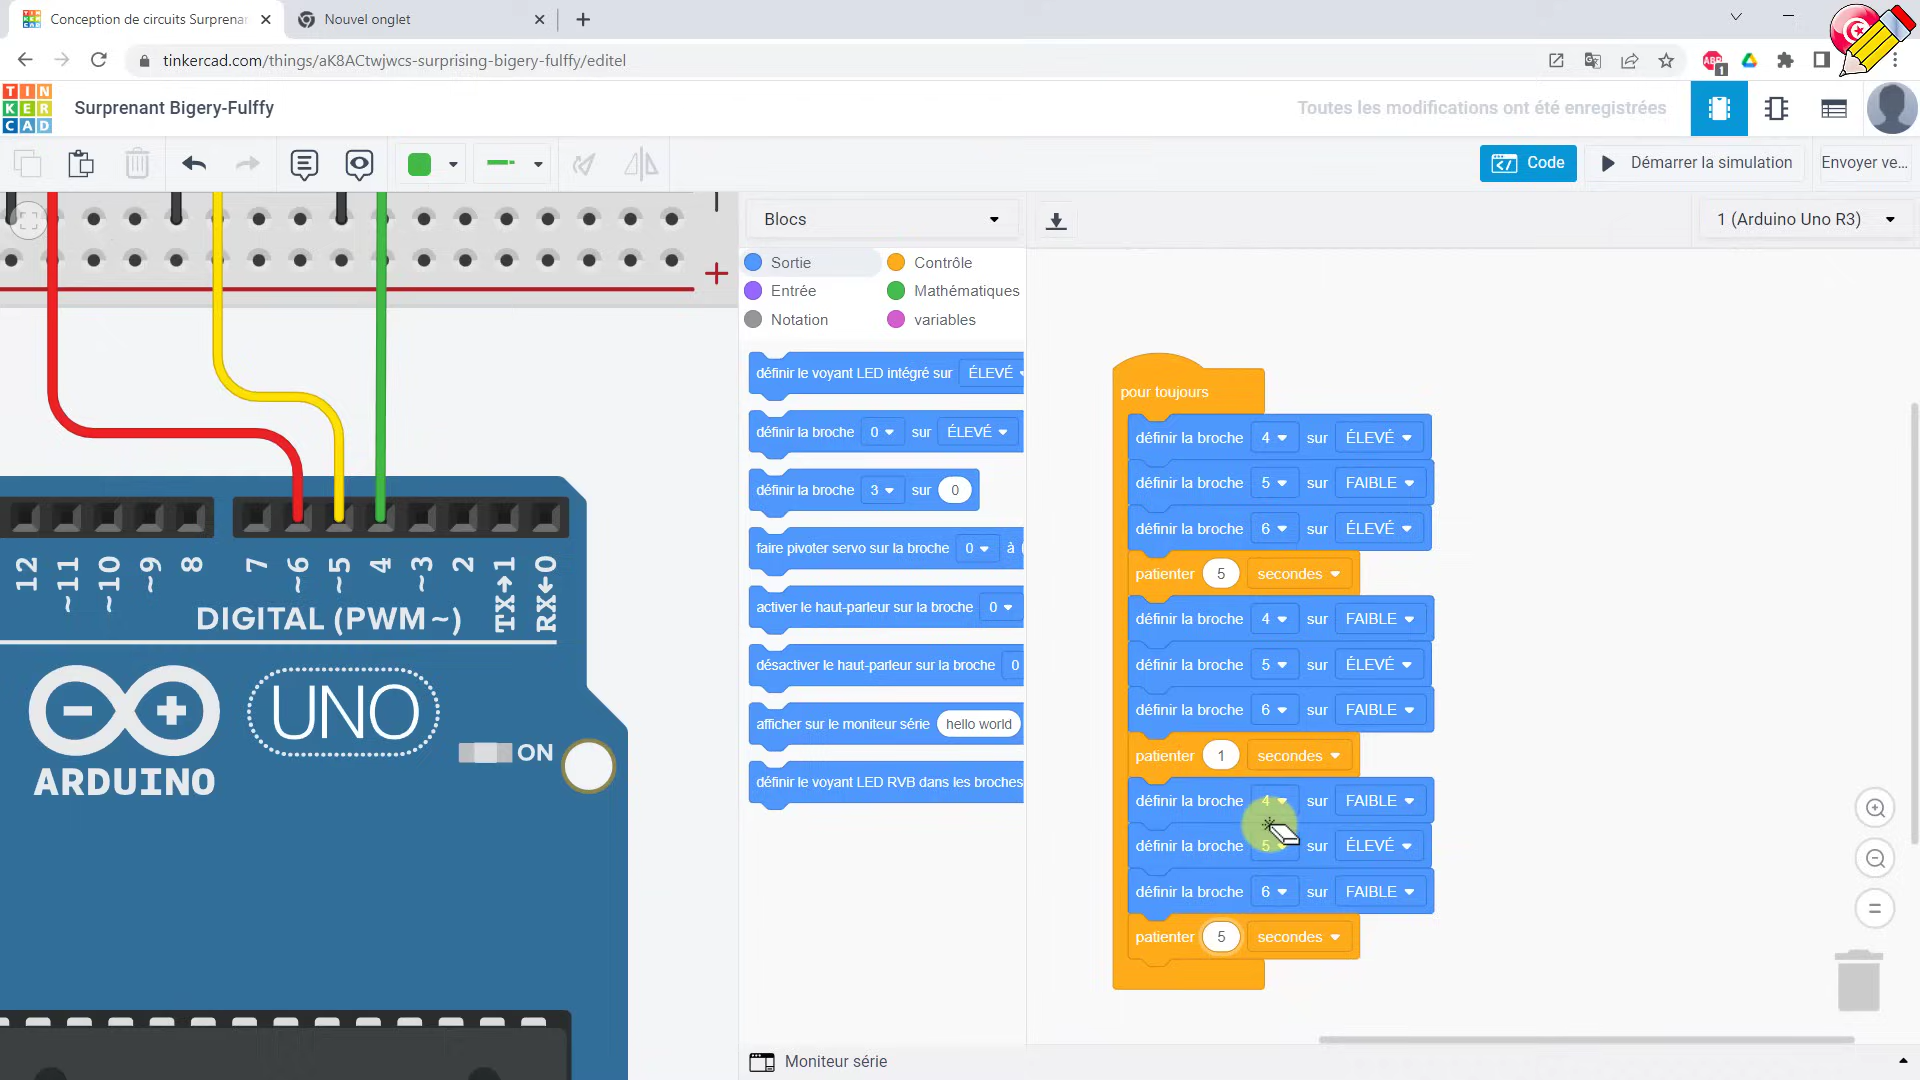 Conception de circuits Surprenan
Nouvel onglet
tinkercad.com/things/aK8ACtwjwcs-surprising-bigery-fulffy/editel
ABP
1
TIN
KER
CAD
Surprenant Bigery-Fulffy
Toutes les modifications ont été enregistrées
Code
Démarrer la simulation
Envoyer ve...
Blocs
1 (Arduino Uno R3)
Sortie
Contrôle
Entrée
Mathématiques
Notation
variables
définir le voyant LED intégré sur ÉLEVÉ
définir la broche 0 sur ÉLEVÉ
définir la broche 3 sur 0
faire pivoter servo sur la broche 0 à
activer le haut-parleur sur la broche 0
désactiver le haut-parleur sur la broche 0
afficher sur le moniteur série hello world
définir le voyant LED RVB dans les broches
pour toujours
définir la broche 4 sur ÉLEVÉ
définir la broche 5 sur FAIBLE
définir la broche 6 sur ÉLEVÉ
patienter 5 secondes
définir la broche 4 sur FAIBLE
définir la broche 5 sur ÉLEVÉ
définir la broche 6 sur FAIBLE
patienter 1 secondes
définir la broche 4 sur FAIBLE
définir la broche 5 sur ÉLEVÉ
définir la broche 6 sur FAIBLE
patienter 5 secondes
12 ~11 ~10 ~9 8 7 ~6 ~5 4 ~3 2 TX→1 RX←0
DIGITAL (PWM ~)
UNO
ON
ARDUINO
Moniteur série